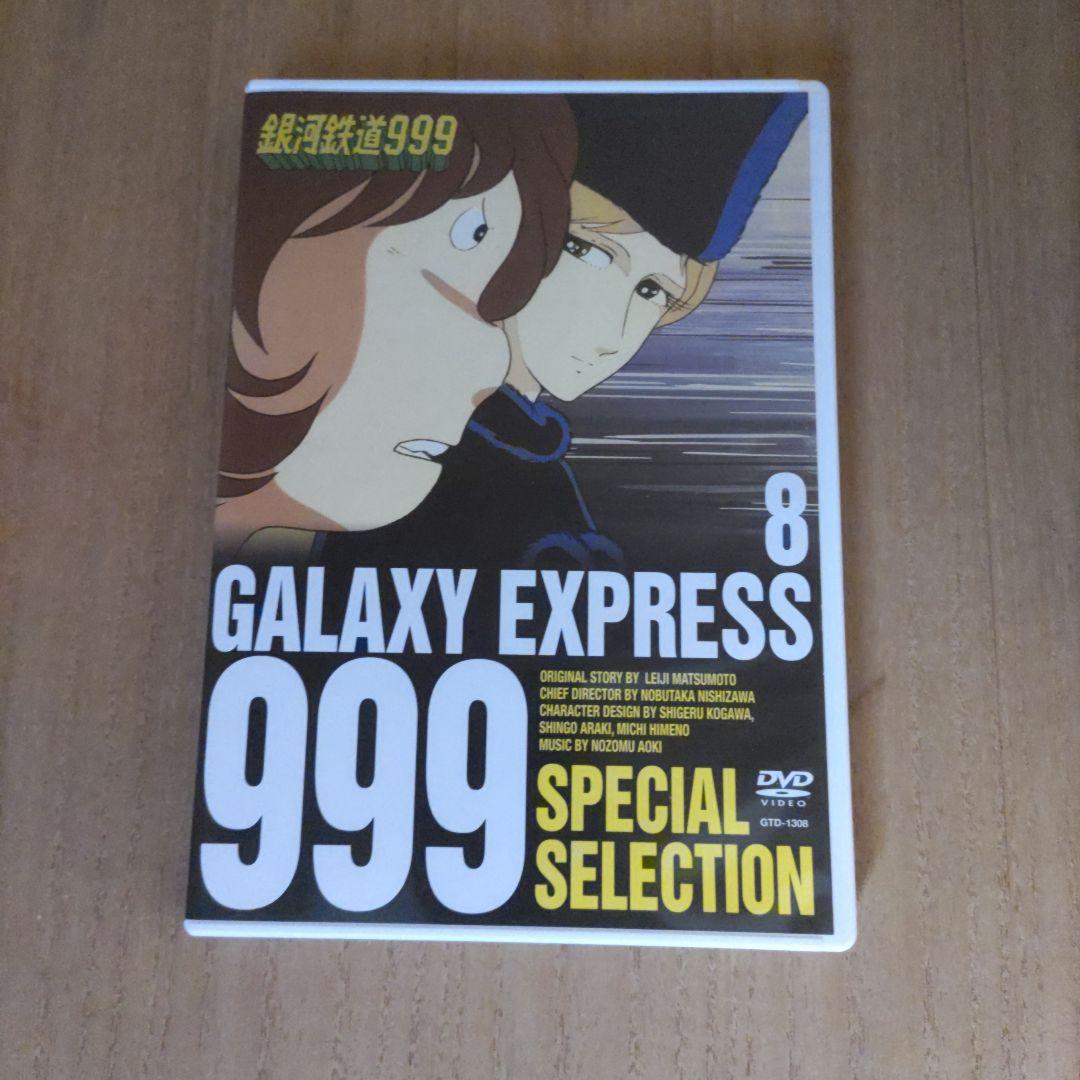 銀河鉄道999
8
GALAXY EXPRESS
999
ORIGINAL STORY BY LEIJI MATSUMOTO
CHIEF DIRECTOR BY NOBUTAKA NISHIZAWA
CHARACTER DESIGN BY SHIGERU KOGAWA,
SHINGO ARAKI, MICHI HIMENO
MUSIC BY NOZOMU AOKI
SPECIAL
SELECTION
DVD
VIDEO
GTD-1308